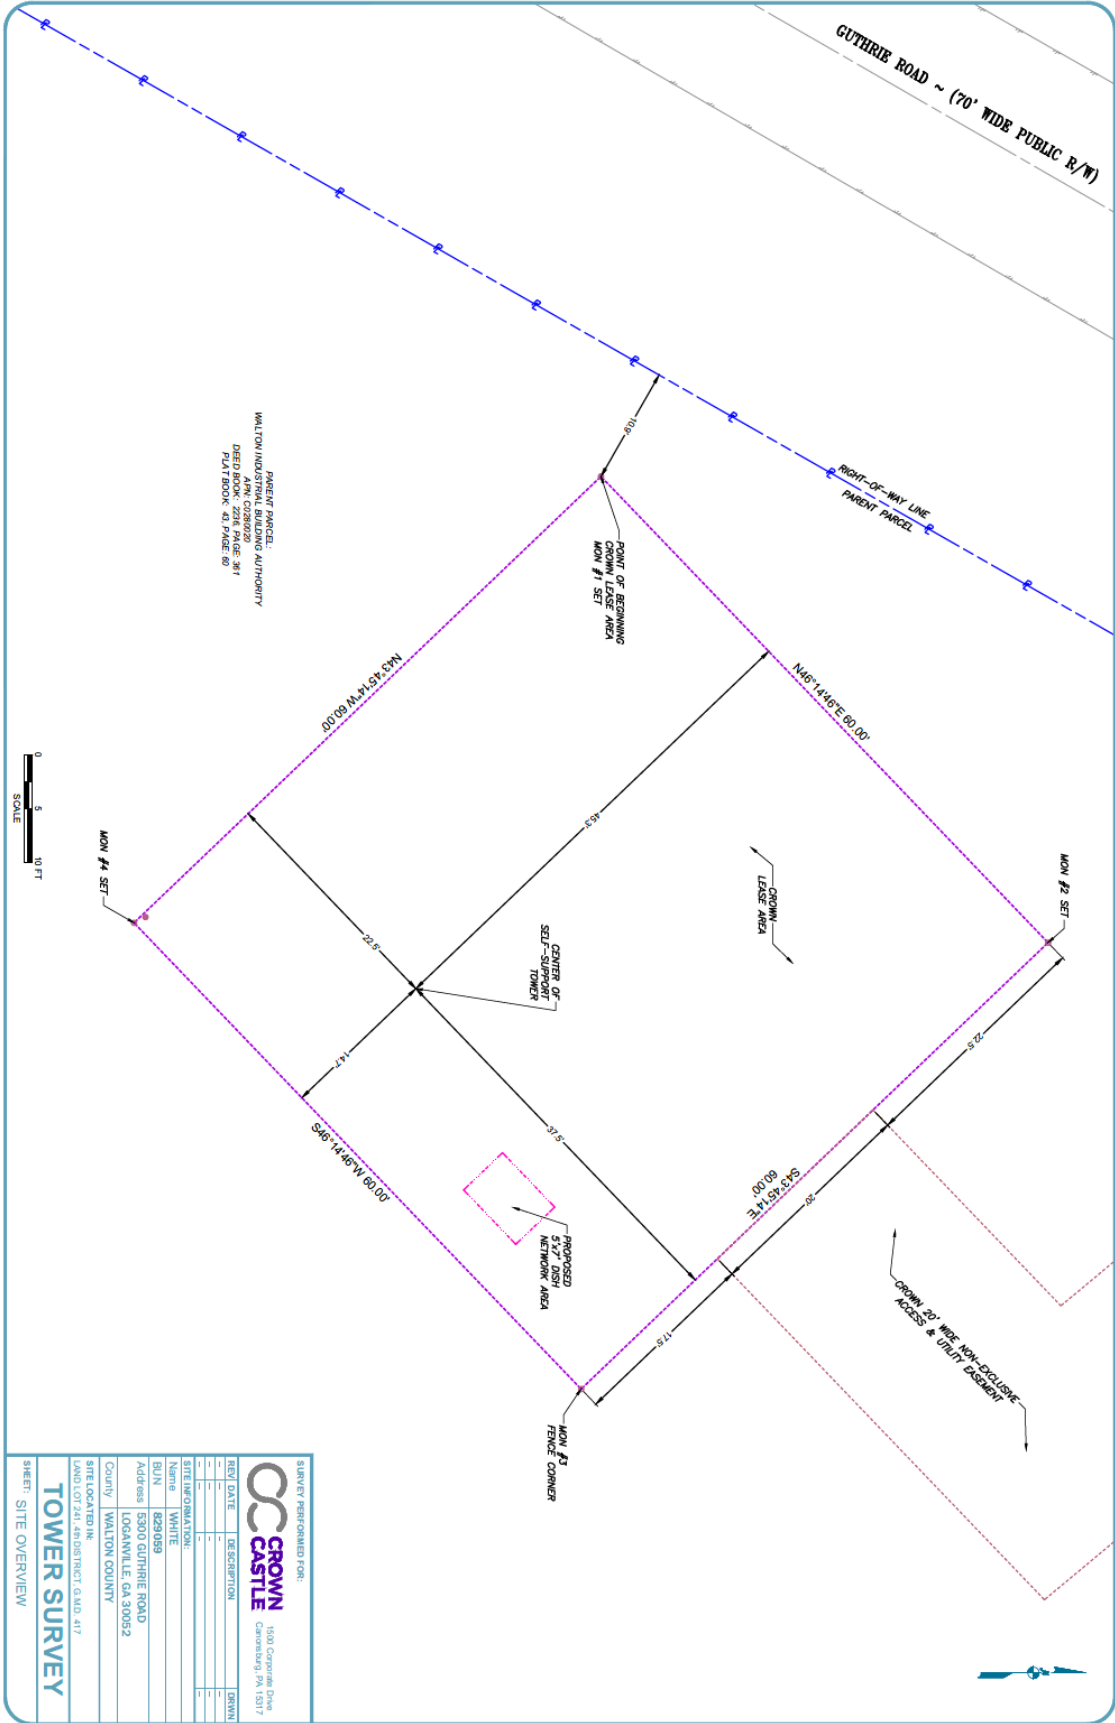 GUTHRIE ROAD ~ (70' WIDE PUBLIC R/W)
RIGHT-OF-WAY LINE
PARENT PARCEL
10.9'
POINT OF BEGINNING
CROWN LEASE AREA
MON #1 SET
N46°14'46"E 60.00'
MON #2 SET
PARENT PARCEL:
WALTON INDUSTRIAL BUILDING AUTHORITY
APN: C0280020
DEED BOOK: 2236, PAGE: 361
PLAT BOOK: 43, PAGE: 60
N43°45'14"W 60.00'
45.3'
CROWN
LEASE AREA
22.5'
CENTER OF
SELF-SUPPORT
TOWER
22.5'
14.7'
37.5'
S43°45'14"E
60.00'
20'
17.5'
CROWN 20' WIDE NON-EXCLUSIVE
ACCESS & UTILITY EASEMENT
PROPOSED
5'x7' DISH
NETWORK AREA
S46°14'46"W 60.00'
MON #3
FENCE CORNER
MON #4 SET
0 5 10 FT
SCALE
SURVEY PERFORMED FOR:
CROWN
CASTLE
1500 Corporate Drive
Canonsburg, PA 15317
REV DATE DESCRIPTION DRWN
- - - -
- - - -
- - - -
SITE INFORMATION:
Name WHITE
BUN 829059
Address 5300 GUTHRIE ROAD
LOGANVILLE, GA 30052
County WALTON COUNTY
SITE LOCATED IN:
LAND LOT 241, 4th DISTRICT, G.M.D. 417
TOWER SURVEY
SHEET: SITE OVERVIEW